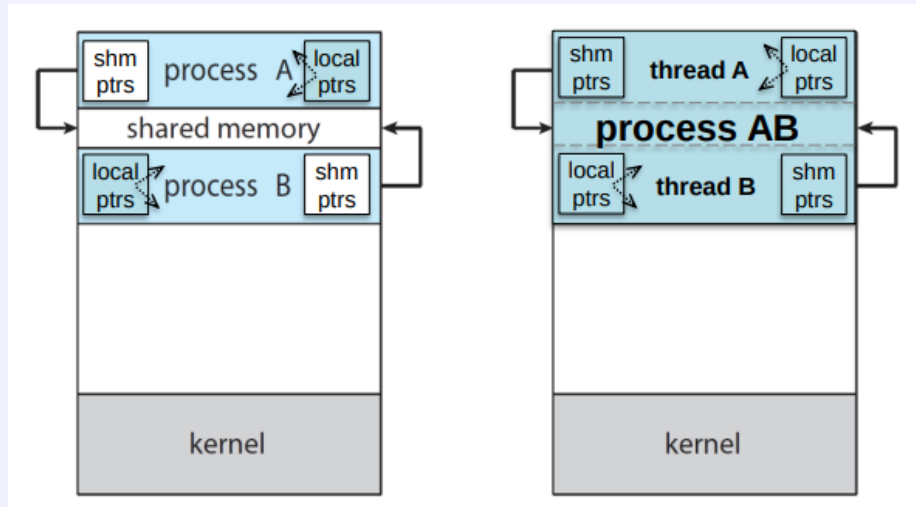 shm
ptrs
process A
local
ptrs
shared memory
local
ptrs
process B
shm
ptrs
kernel
shm
ptrs
thread A
local
ptrs
process AB
local
ptrs
thread B
shm
ptrs
kernel